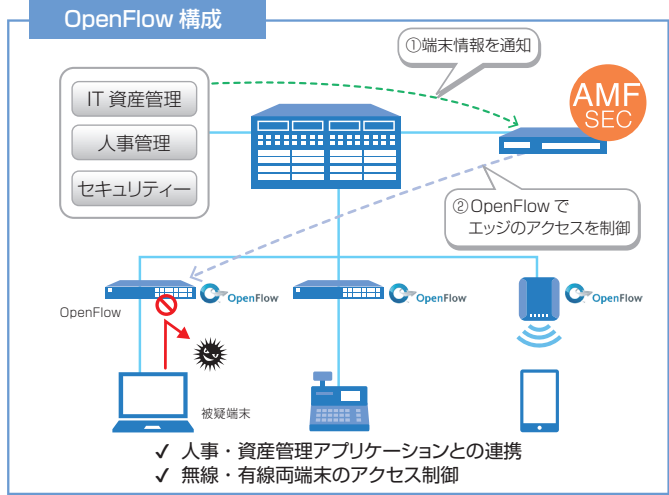 OpenFlow 構成
①端末情報を通知
IT 資産管理
人事管理
セキュリティー
AMF
SEC
②OpenFlow で
エッジのアクセスを制御
OpenFlow
OpenFlow
OpenFlow
OpenFlow
被疑端末
✓ 人事・資産管理アプリケーションとの連携
✓ 無線・有線両端末のアクセス制御